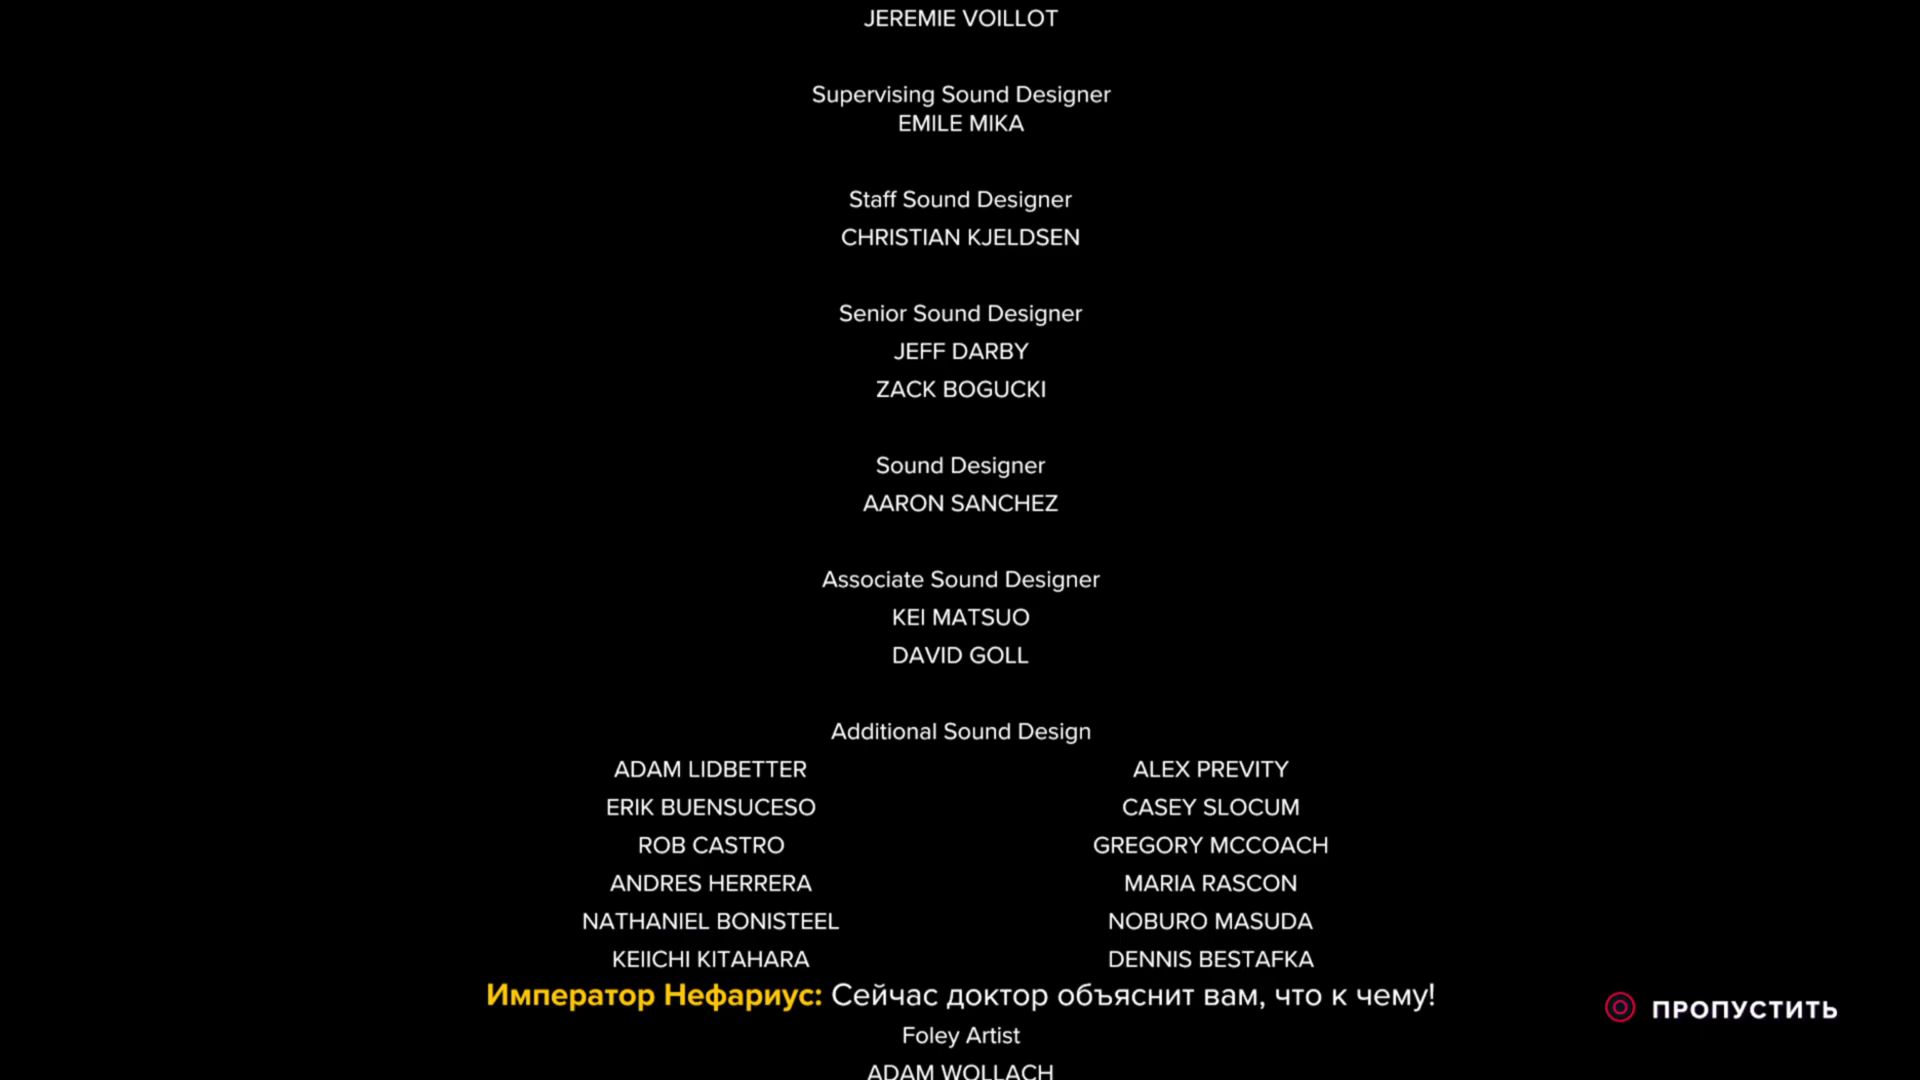 JEREMIE VOILLOT
Supervising Sound Designer
EMILE MIKA
Staff Sound Designer
CHRISTIAN KJELDSEN
Senior Sound Designer
JEFF DARBY
ZACK BOGUCKI
Sound Designer
AARON SANCHEZ
Associate Sound Designer
KEI MATSUO
DAVID GOLL
Additional Sound Design
ADAM LIDBETTER ALEX PREVITY
ERIK BUENSUCESO CASEY SLOCUM
ROB CASTRO GREGORY MCCOACH
ANDRES HERRERA MARIA RASCON
NATHANIEL BONISTEEL NOBURO MASUDA
KEIICHI KITAHARA DENNIS BESTAFKA
Император Нефариус: Сейчас доктор объяснит вам, что к чему!
ПРОПУСТИТЬ
Foley Artist
ADAM WOLLACH